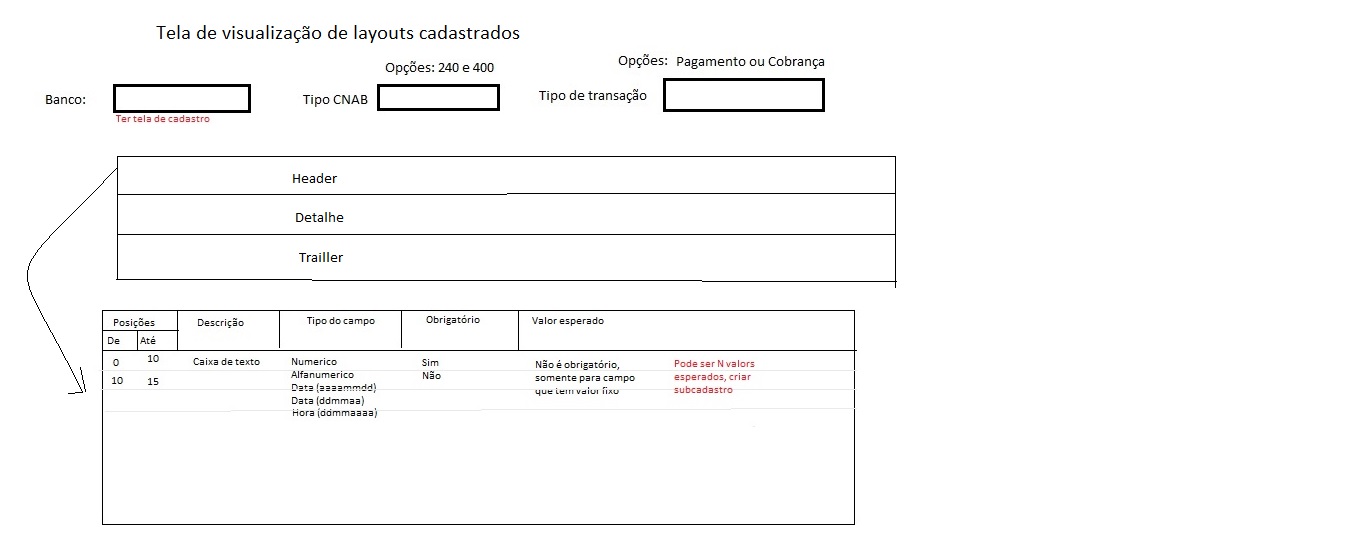 Tela de visualização de layouts cadastrados
Opções: 240 e 400
Opções: Pagamento ou Cobrança
Banco:
Tipo CNAB
Tipo de transação
Ter tela de cadastro
Header
Detalhe
Trailler
Posições
Descrição
Tipo do campo
Obrigatório
Valor esperado
De
Até
0
10
Caixa de texto
Numerico
Sim
Não é obrigatório,
Pode ser N valors
10
15
Alfanumerico
Não
somente para campo
esperados, criar
Data (aaaammdd)
que tem valor fixo
subcadastro
Data (ddmmaa)
Hora (ddmmaaaa)